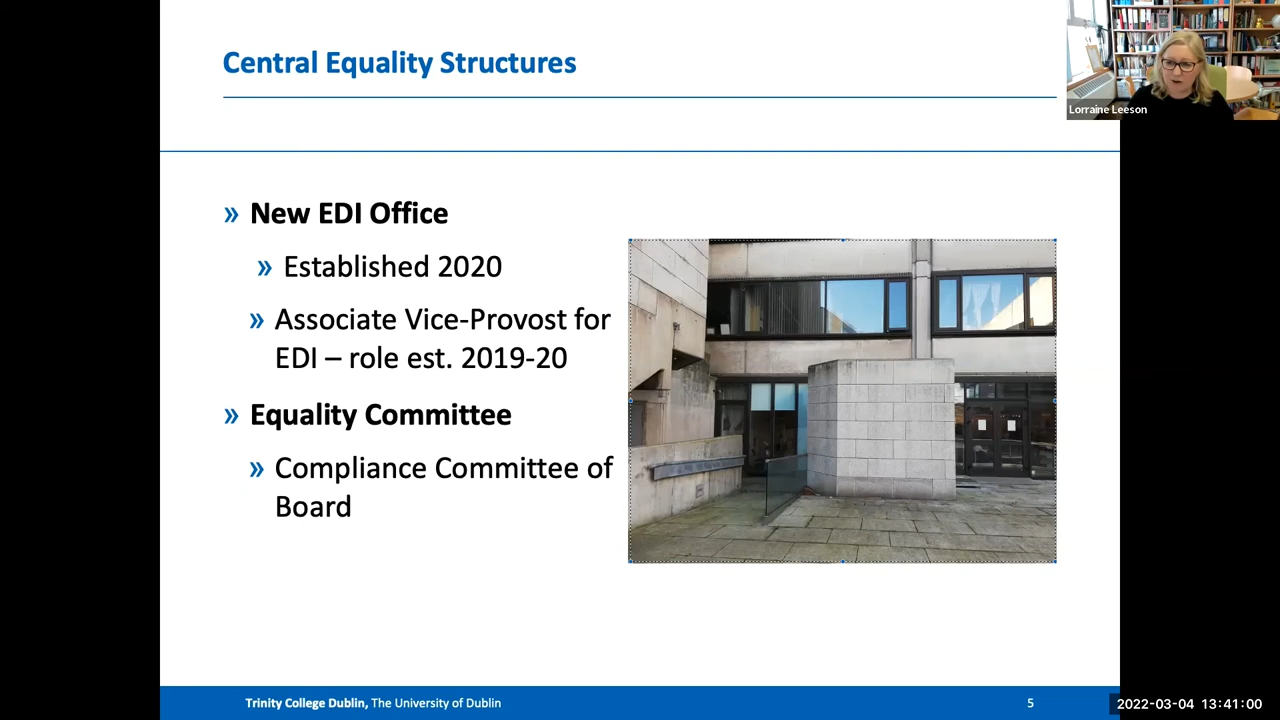 Central Equality Structures
Lorraine Leeson
» New EDI Office
» Established 2020
» Associate Vice-Provost for
EDI – role est. 2019-20
» Equality Committee
» Compliance Committee of
Board
Trinity College Dublin, The University of Dublin
5
2022-03-04 13:41:00